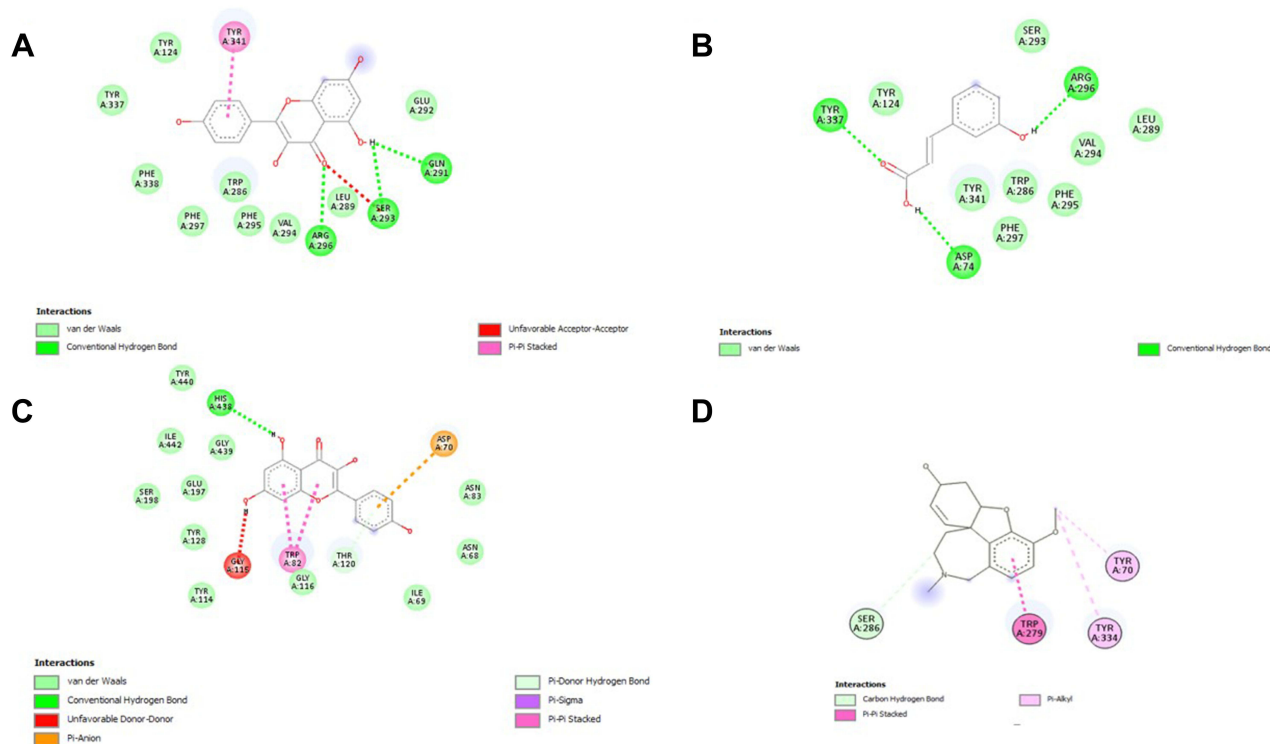 A
TYR
A:124
TYR
A:341
TYR
A:337
GLU
A:292
H
GLN
A:291
PHE
A:338
TRP
A:286
LEU
A:289
SER
A:293
PHE
A:297
PHE
A:295
VAL
A:294
ARG
A:296
O
O
O
O
O
O
Interactions
van der Waals
Conventional Hydrogen Bond
Unfavorable Acceptor-Acceptor
Pi-Pi Stacked
B
SER
A:293
ARG
A:296
TYR
A:124
TYR
A:337
LEU
A:289
VAL
A:294
O
H
O
O
H
TYR
A:341
TRP
A:286
PHE
A:295
PHE
A:297
ASP
A:74
Interactions
van der Waals
Conventional Hydrogen Bond
C
TYR
A:440
HIS
A:438
ILE
A:442
GLY
A:439
ASP
A:70
SER
A:198
GLU
A:197
ASN
A:83
TYR
A:128
GLY
A:115
TRP
A:82
THR
A:120
ASN
A:68
TYR
A:114
GLY
A:116
ILE
A:69
H
O
O
O
O
H
O
O
Interactions
van der Waals
Conventional Hydrogen Bond
Unfavorable Donor-Donor
Pi-Anion
Pi-Donor Hydrogen Bond
Pi-Sigma
Pi-Pi Stacked
D
O
O
O
N
TYR
A:70
SER
A:286
TRP
A:279
TYR
A:334
Interactions
Carbon Hydrogen Bond
Pi-Pi Stacked
Pi-Alkyl